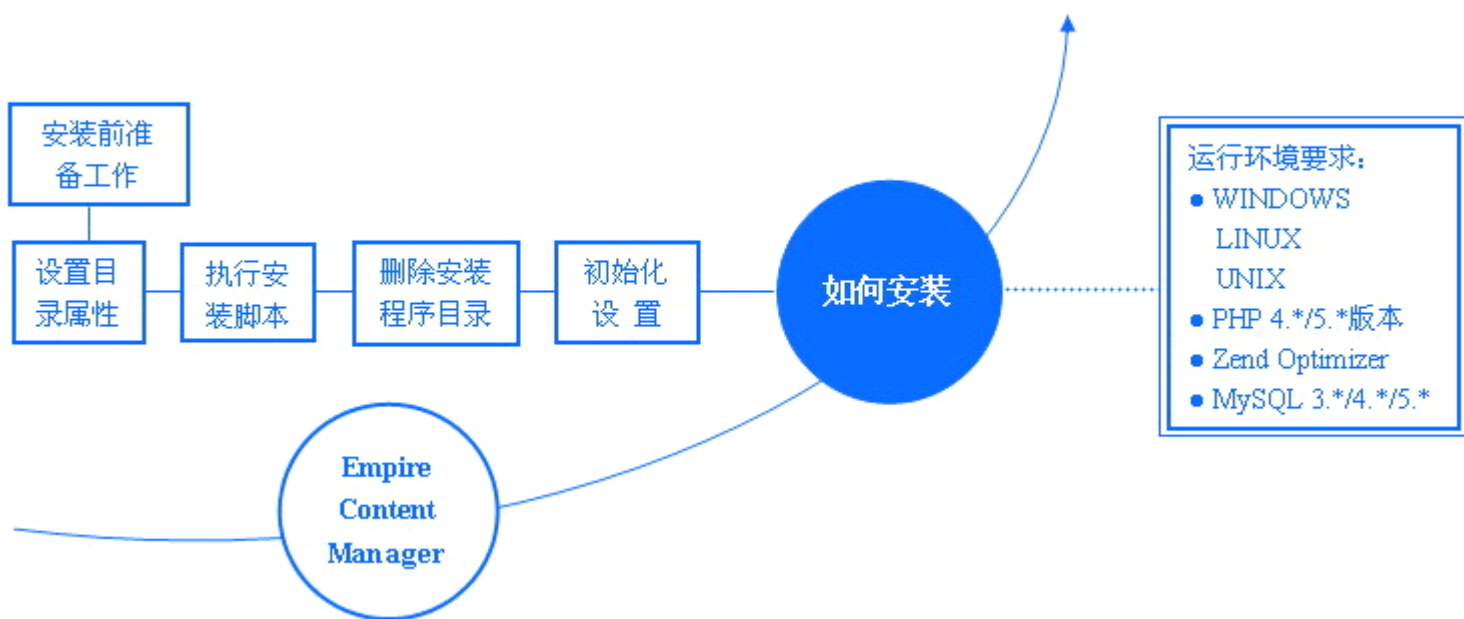 安装前准
备工作
设置目
录属性
执行安
装脚本
删除安装
程序目录
初始化
设 置
如何安装
运行环境要求：
● WINDOWS
LINUX
UNIX
● PHP 4.*/5.*版本
● Zend Optimizer
● MySQL 3.*/4.*/5.*
Empire
Content
Manager